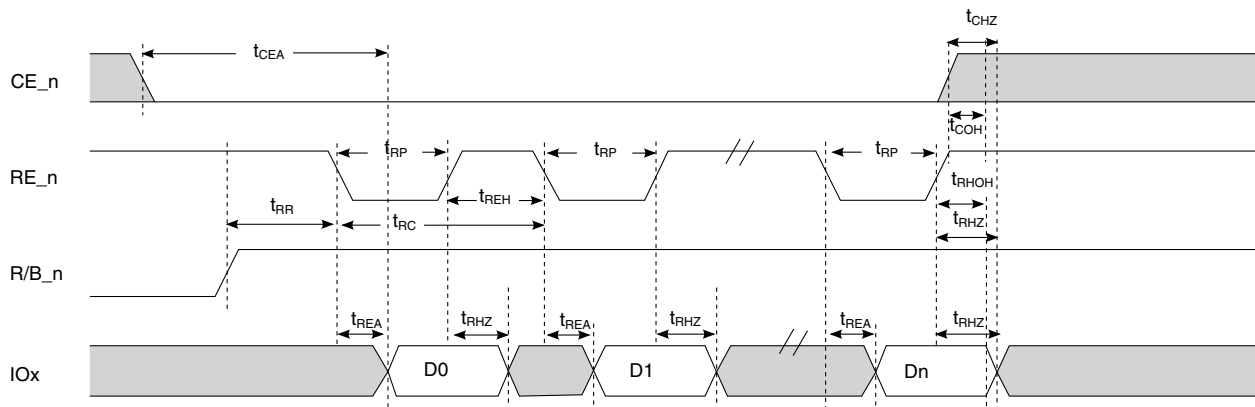 tCHZ
tCEA
CE_n
tCOH
tRP tRP tRP
RE_n
tRHOH
tREH
tRR tRC tRHZ
R/B_n
tREA tRHZ tREA tRHZ tREA tRHZ
IOx D0 D1 Dn